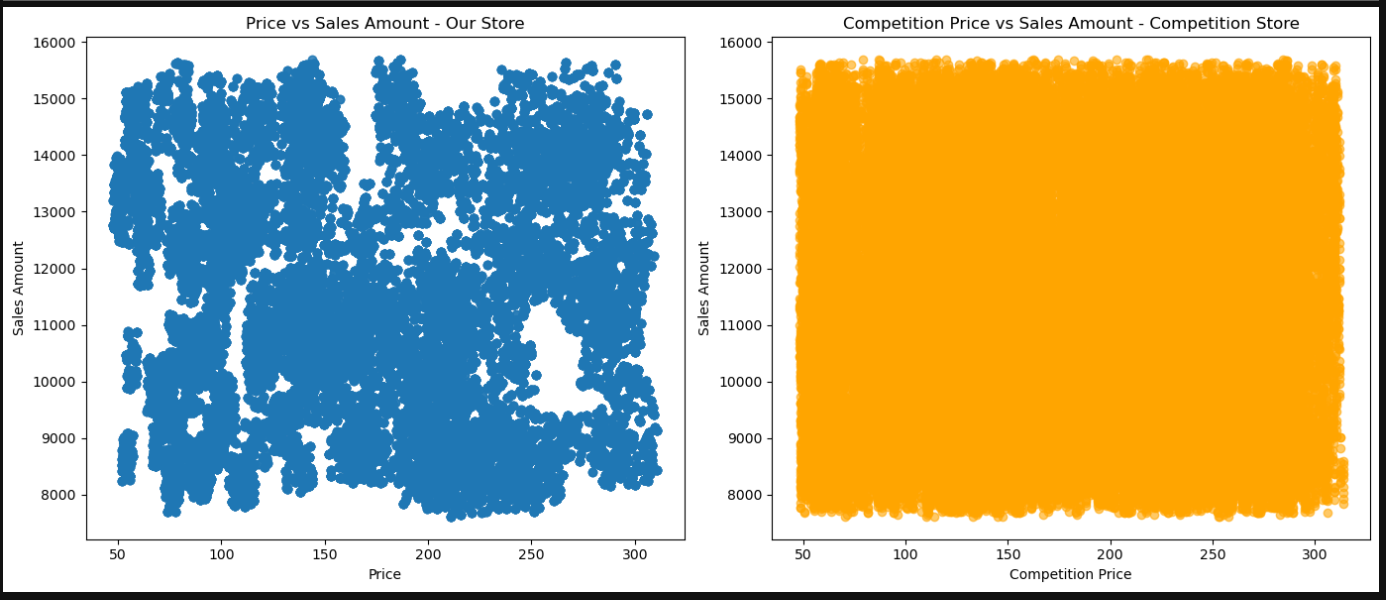 Price vs Sales Amount - Our Store
16000
15000
14000
13000
12000
11000
10000
9000
8000
Sales Amount
50 100 150 200 250 300
Price
Competition Price vs Sales Amount - Competition Store
16000
15000
14000
13000
12000
11000
10000
9000
8000
Sales Amount
50 100 150 200 250 300
Competition Price